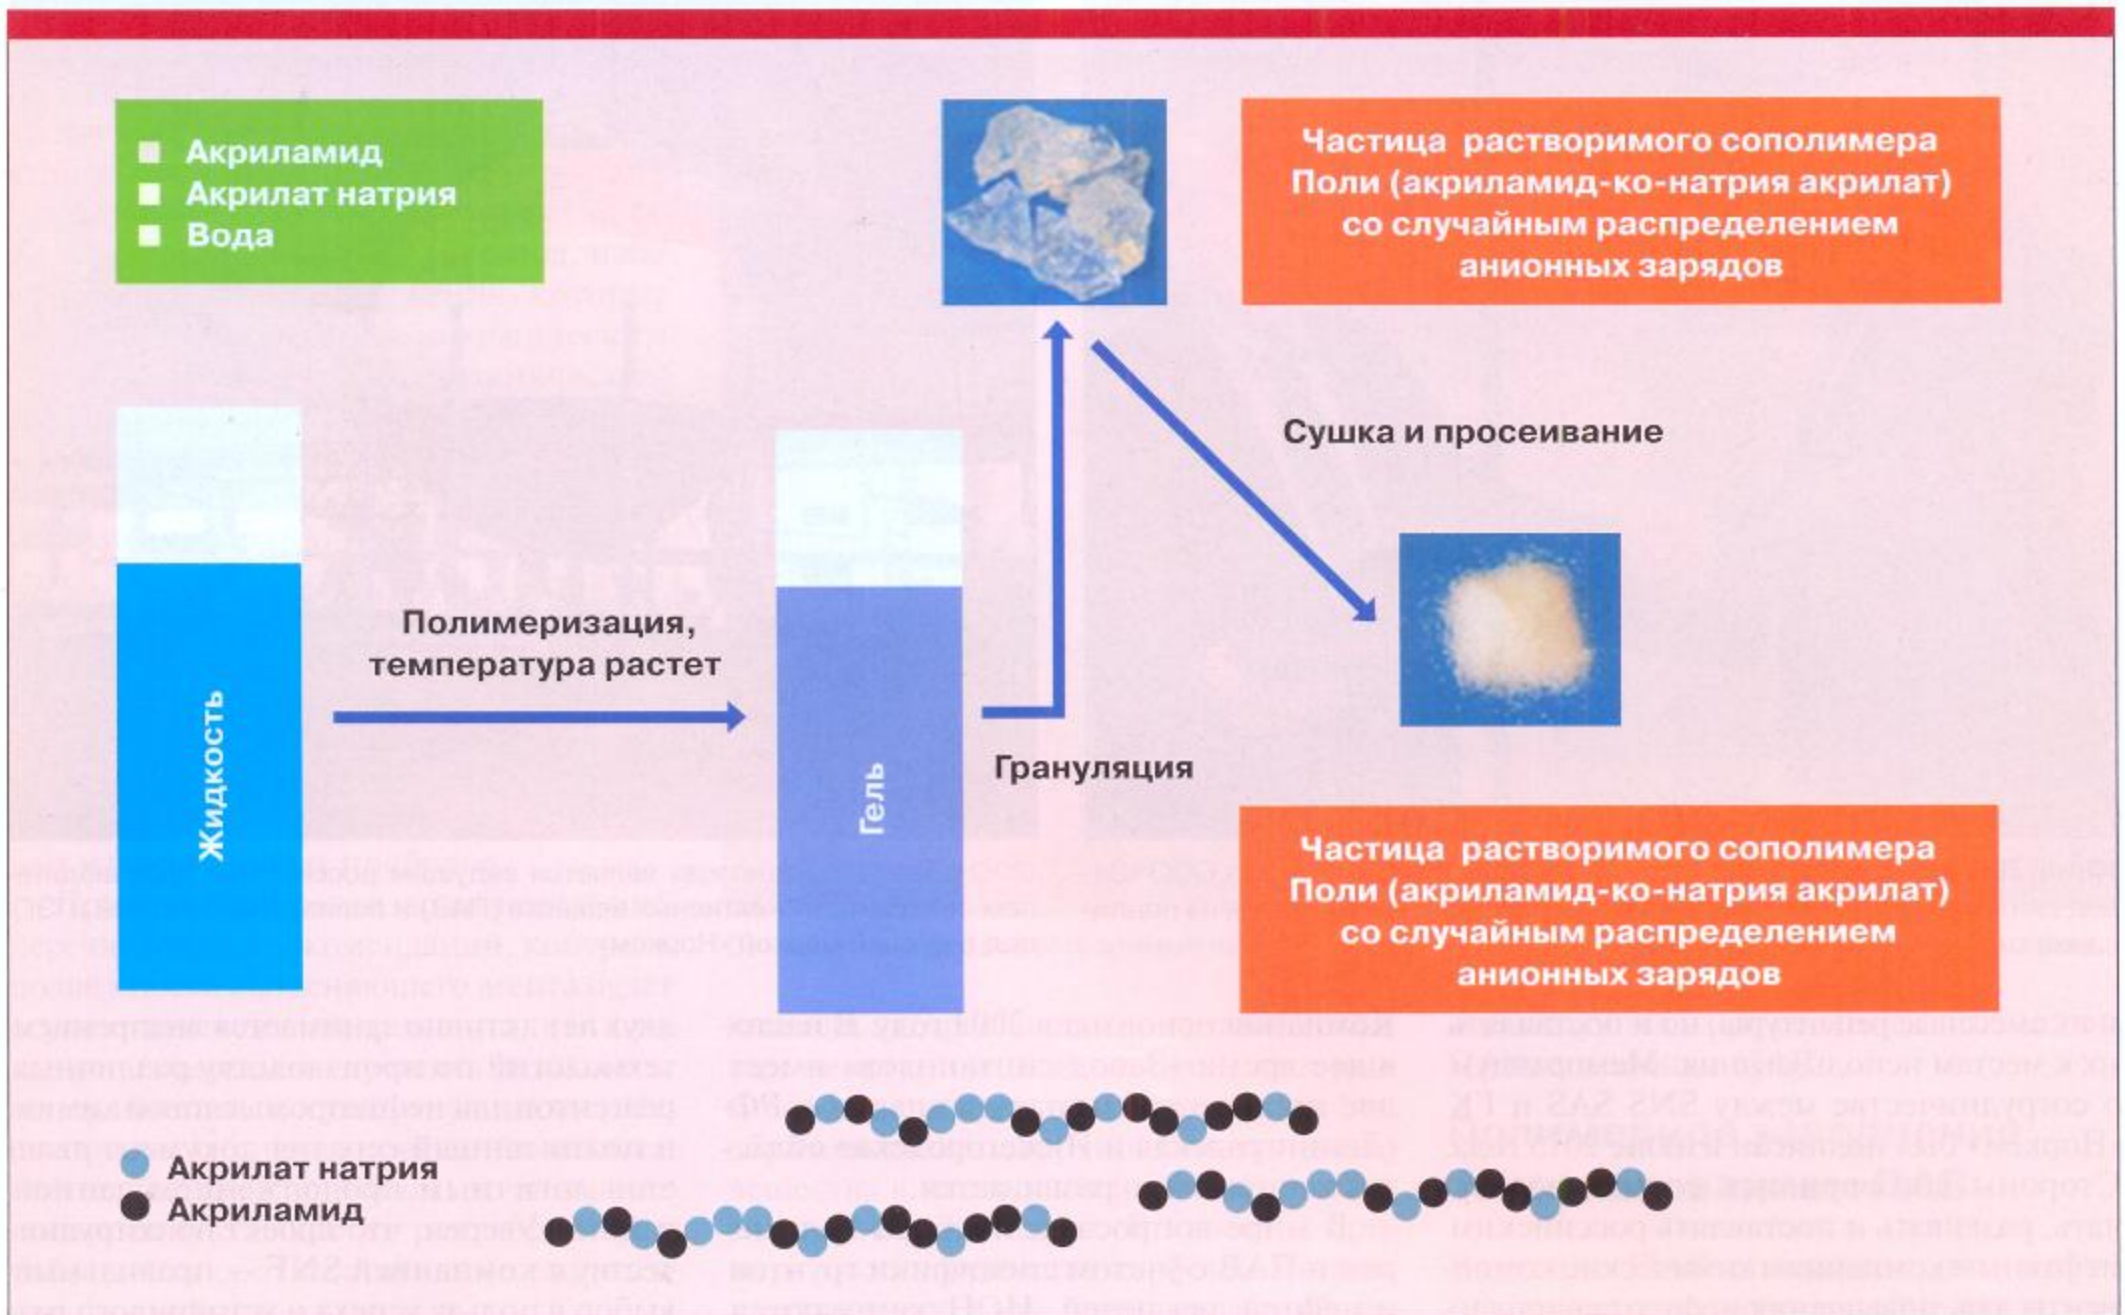 Акриламид
Акрилат натрия
Вода
Частица растворимого сополимера
Поли (акриламид-ко-натрия акрилат)
со случайным распределением
анионных зарядов
Сушка и просеивание
Полимеризация,
температура растет
Жидкость
Гель
Грануляция
Частица растворимого сополимера
Поли (акриламид-ко-натрия акрилат)
со случайным распределением
анионных зарядов
Акрилат натрия
Акриламид